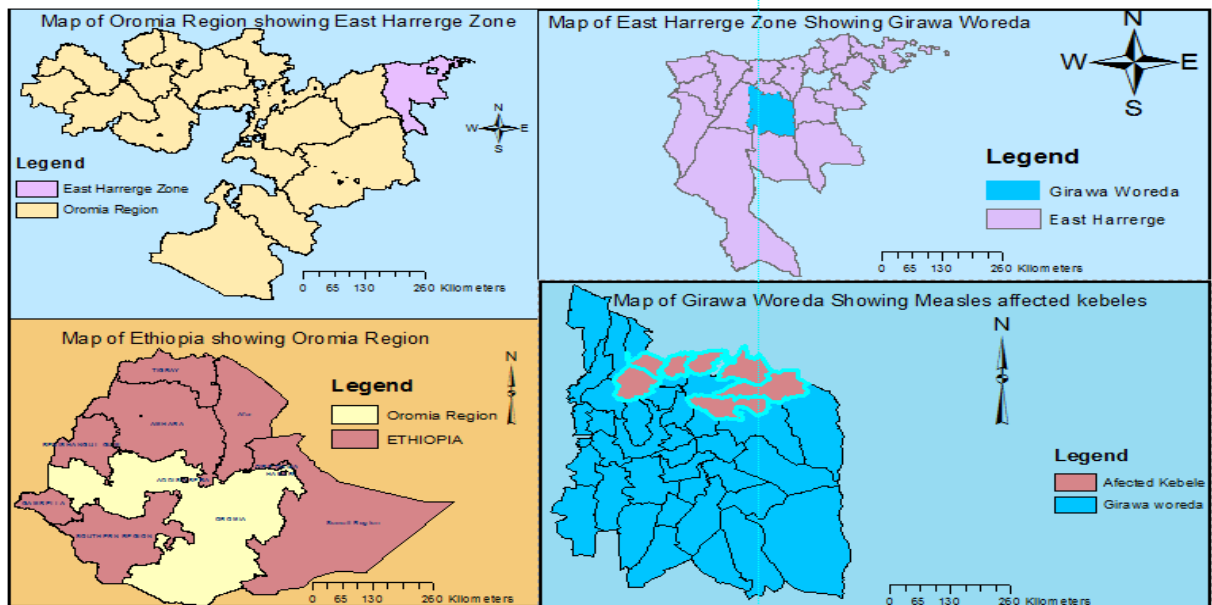 Map of Oromia Region showing East Harrerge Zone
N
W E
S
Legend
East Harrerge Zone
Oromia Region
0 65 130 260 Kilometers
Map of East Harrerge Zone Showing Girawa Woreda
N
W E
S
Legend
Girawa Woreda
East Harrerge
0 65 130 260 Kilometers
Map of Ethiopia showing Oromia Region
N
Legend
Oromia Region
ETHIOPIA
TIGRAY
AMHARA
OROMIA
SOUTHERN REGION
Somali Region
0 65 130 260 Kilometers
Map of Girawa Woreda Showing Measles affected kebeles
N
Legend
Afected Kebele
Girawa woreda
0 65 130 260 Kilometers